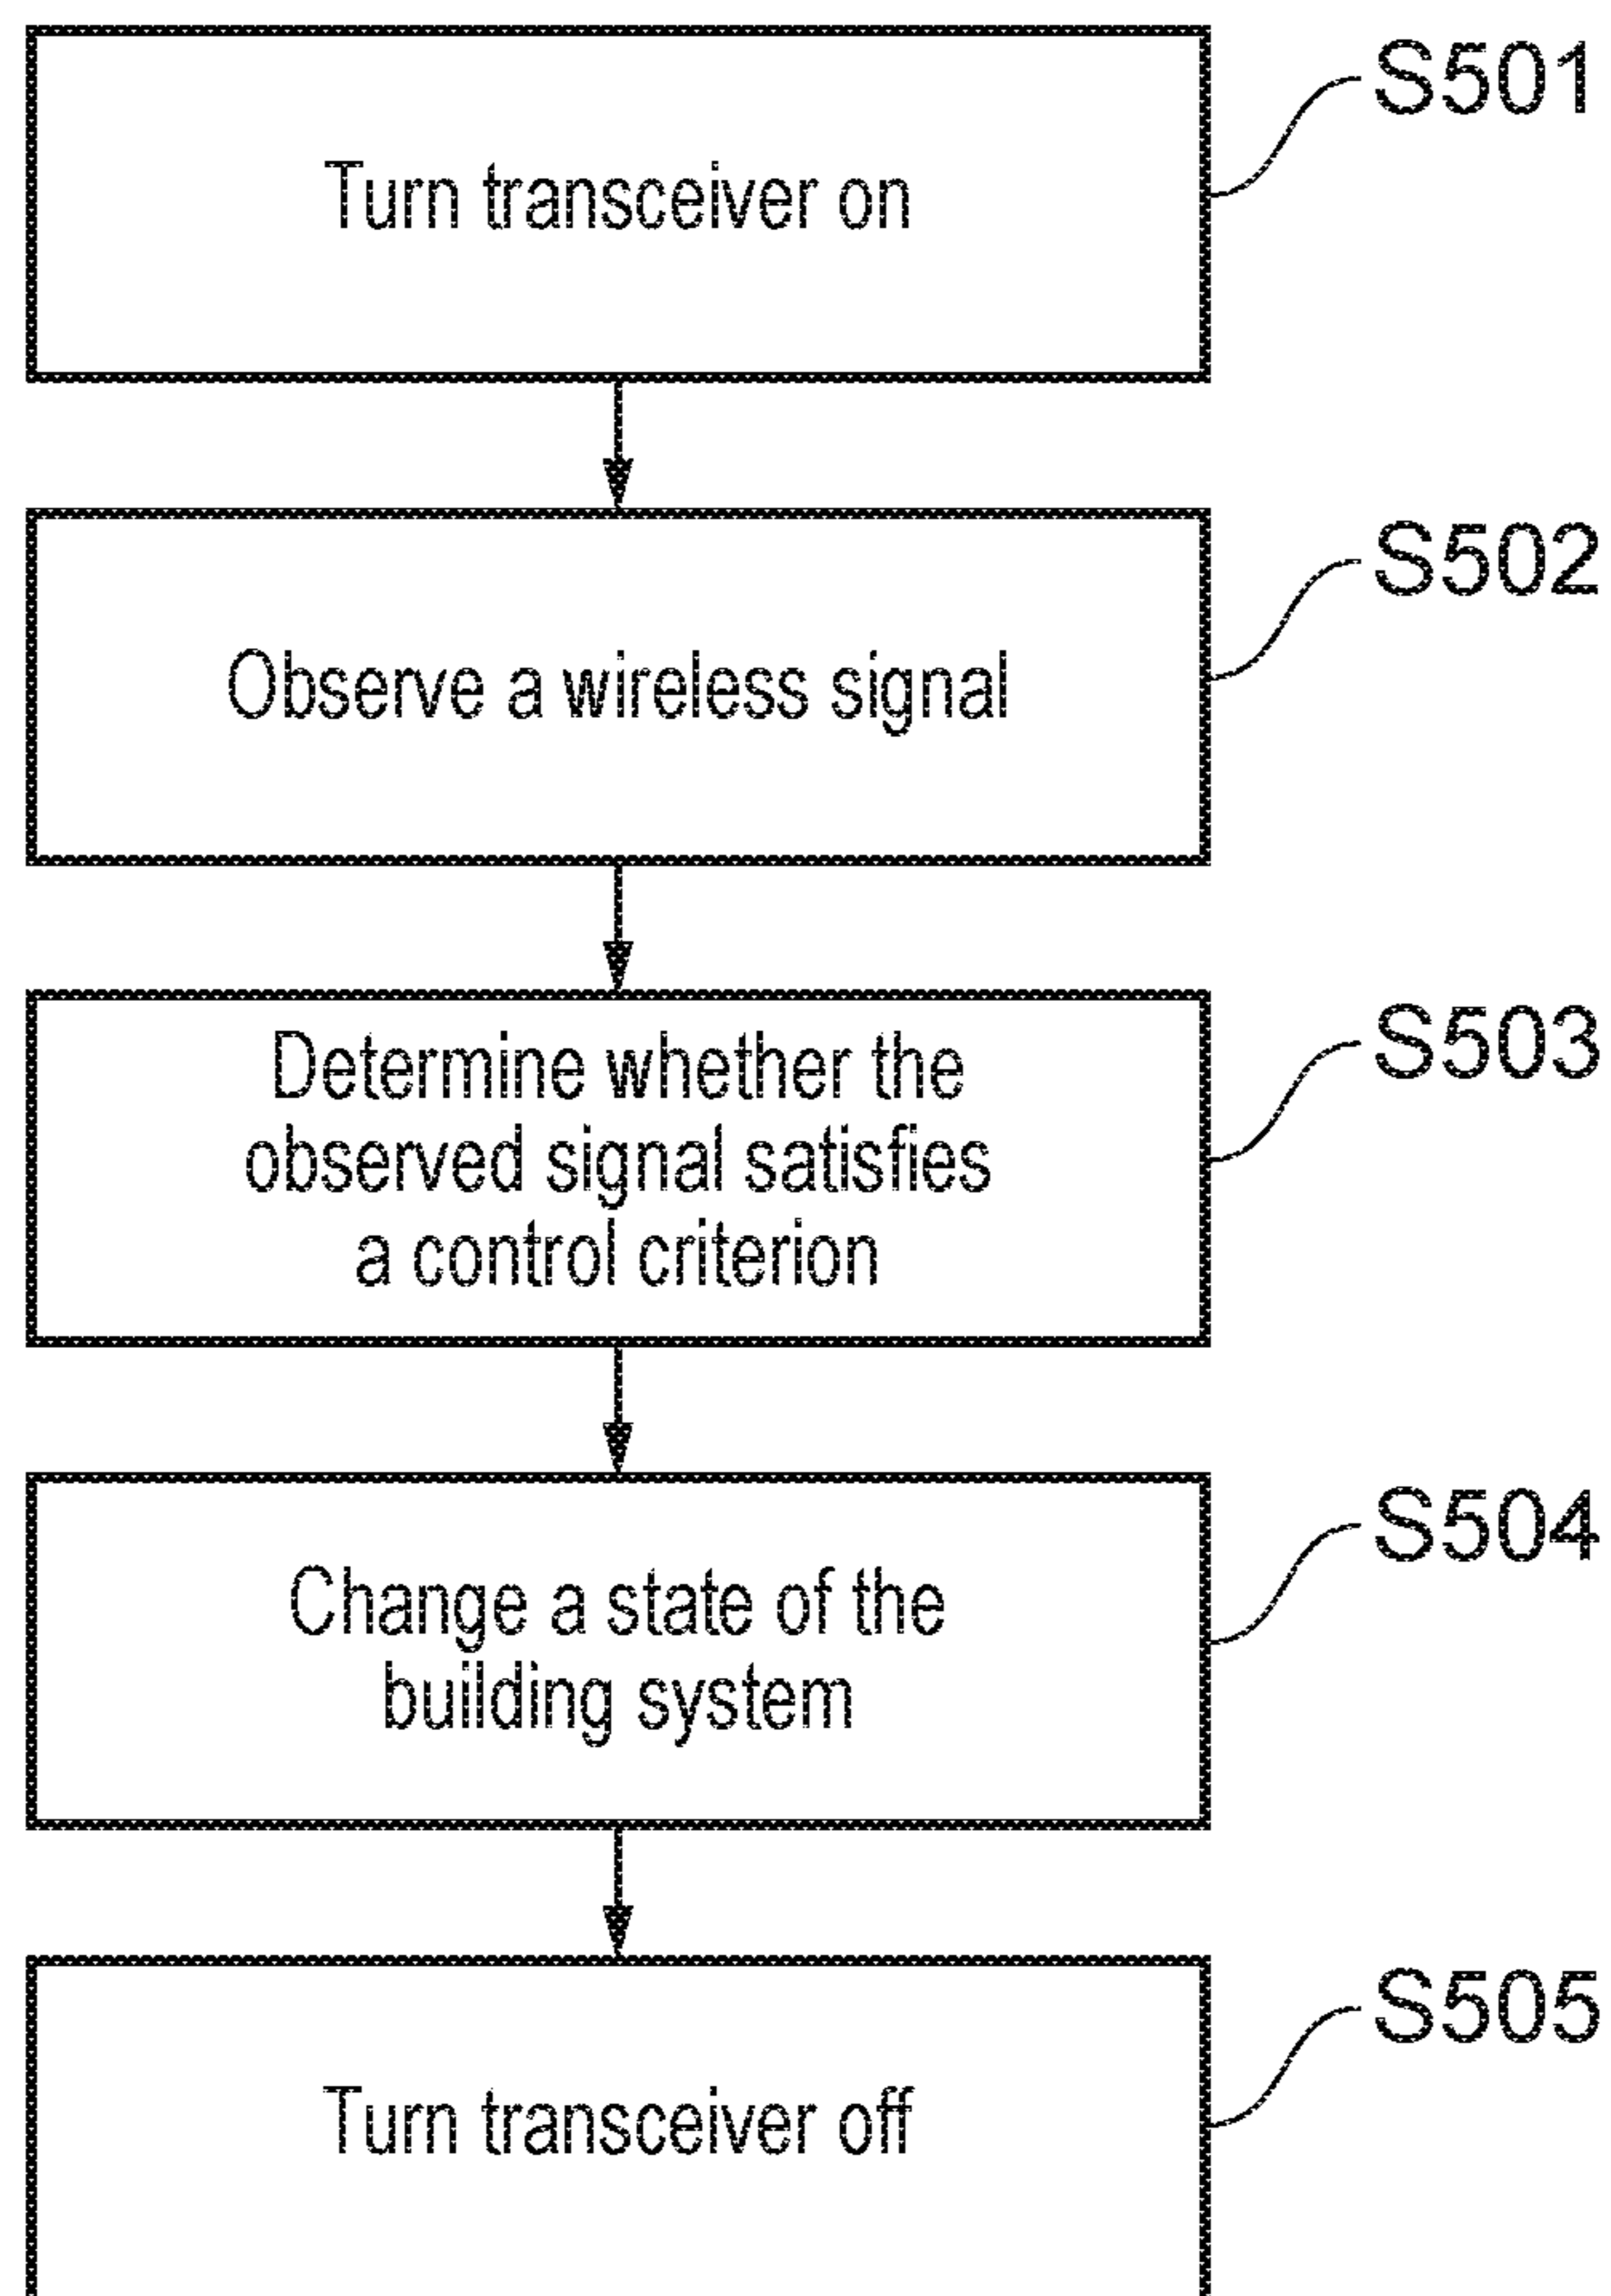 S501
Turn transceiver on
S502
Observe a wireless signal
S503
Determine whether the
observed signal satisfies
a control criterion
S504
Change a state of the
building system
S505
Turn transceiver off